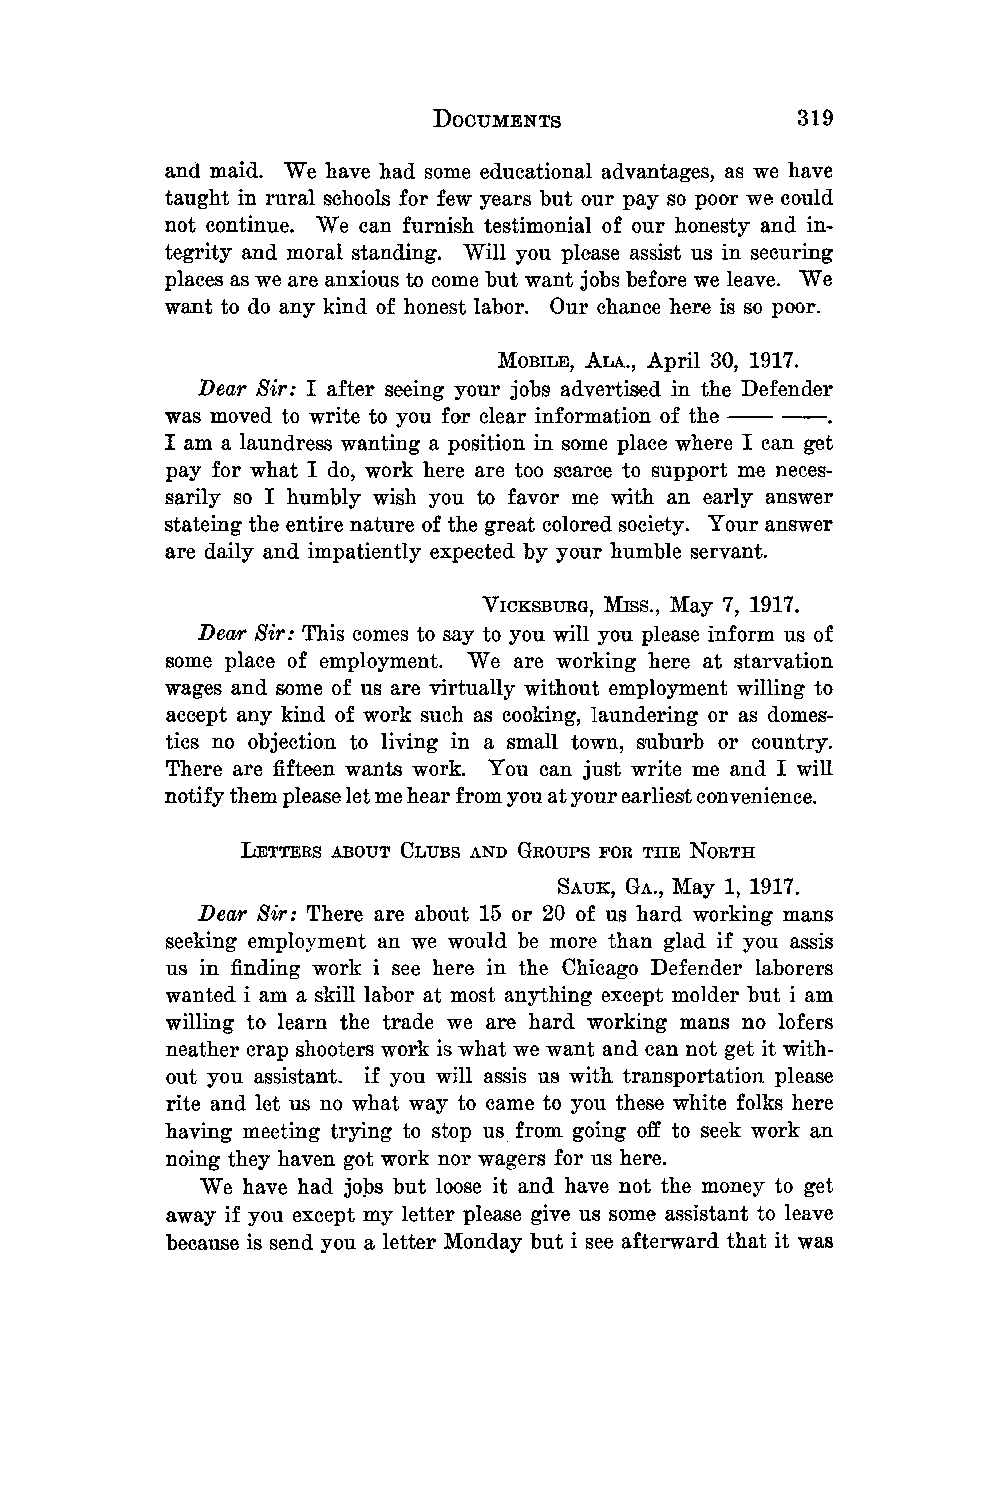 DOCUMENTS 319
and maid. We have had some educational advantages, as we have
taught in rural schools for few years but our pay so poor we could
not continue. We can furnish testimonial of our honesty and in-
tegrity and moral standing. Will you please assist us in securing
places as we are anxious to come but want jobs before we leave. We
want to do any kind of honest labor. Our chance here is so poor.
MOBILE, ALA., April 30, 1917.
Dear Sir: I after seeing your jobs advertised in the Defender
was moved to write to you for clear information of the —— ——.
I am a laundress wanting a position in some place where I can get
pay for what I do, work here are too scarce to support me neces-
sarily so I humbly wish you to favor me with an early answer
stateing the entire nature of the great colored society. Your answer
are daily and impatiently expected by your humble servant.
VICKSBURG, MISS., May 7, 1917.
Dear Sir: This comes to say to you will you please inform us of
some place of employment. We are working here at starvation
wages and some of us are virtually without employment willing to
accept any kind of work such as cooking, laundering or as domes-
tics no objection to living in a small town, suburb or country.
There are fifteen wants work. You can just write me and I will
notify them please let me hear from you at your earliest convenience.
LETTERS ABOUT CLUBS AND GROUPS FOR THE NORTH
SAUK, GA., May 1, 1917.
Dear Sir: There are about 15 or 20 of us hard working mans
seeking employment an we would be more than glad if you assis
us in finding work i see here in the Chicago Defender laborers
wanted i am a skill labor at most anything except molder but i am
willing to learn the trade we are hard working mans no lofers
neather crap shooters work is what we want and can not get it with-
out you assistant. if you will assis us with transportation please
rite and let us no what way to came to you these white folks here
having meeting trying to stop us from going off to seek work an
noing they haven got work nor wagers for us here.
We have had jobs but loose it and have not the money to get
away if you except my letter please give us some assistant to leave
because is send you a letter Monday but i see afterward that it was